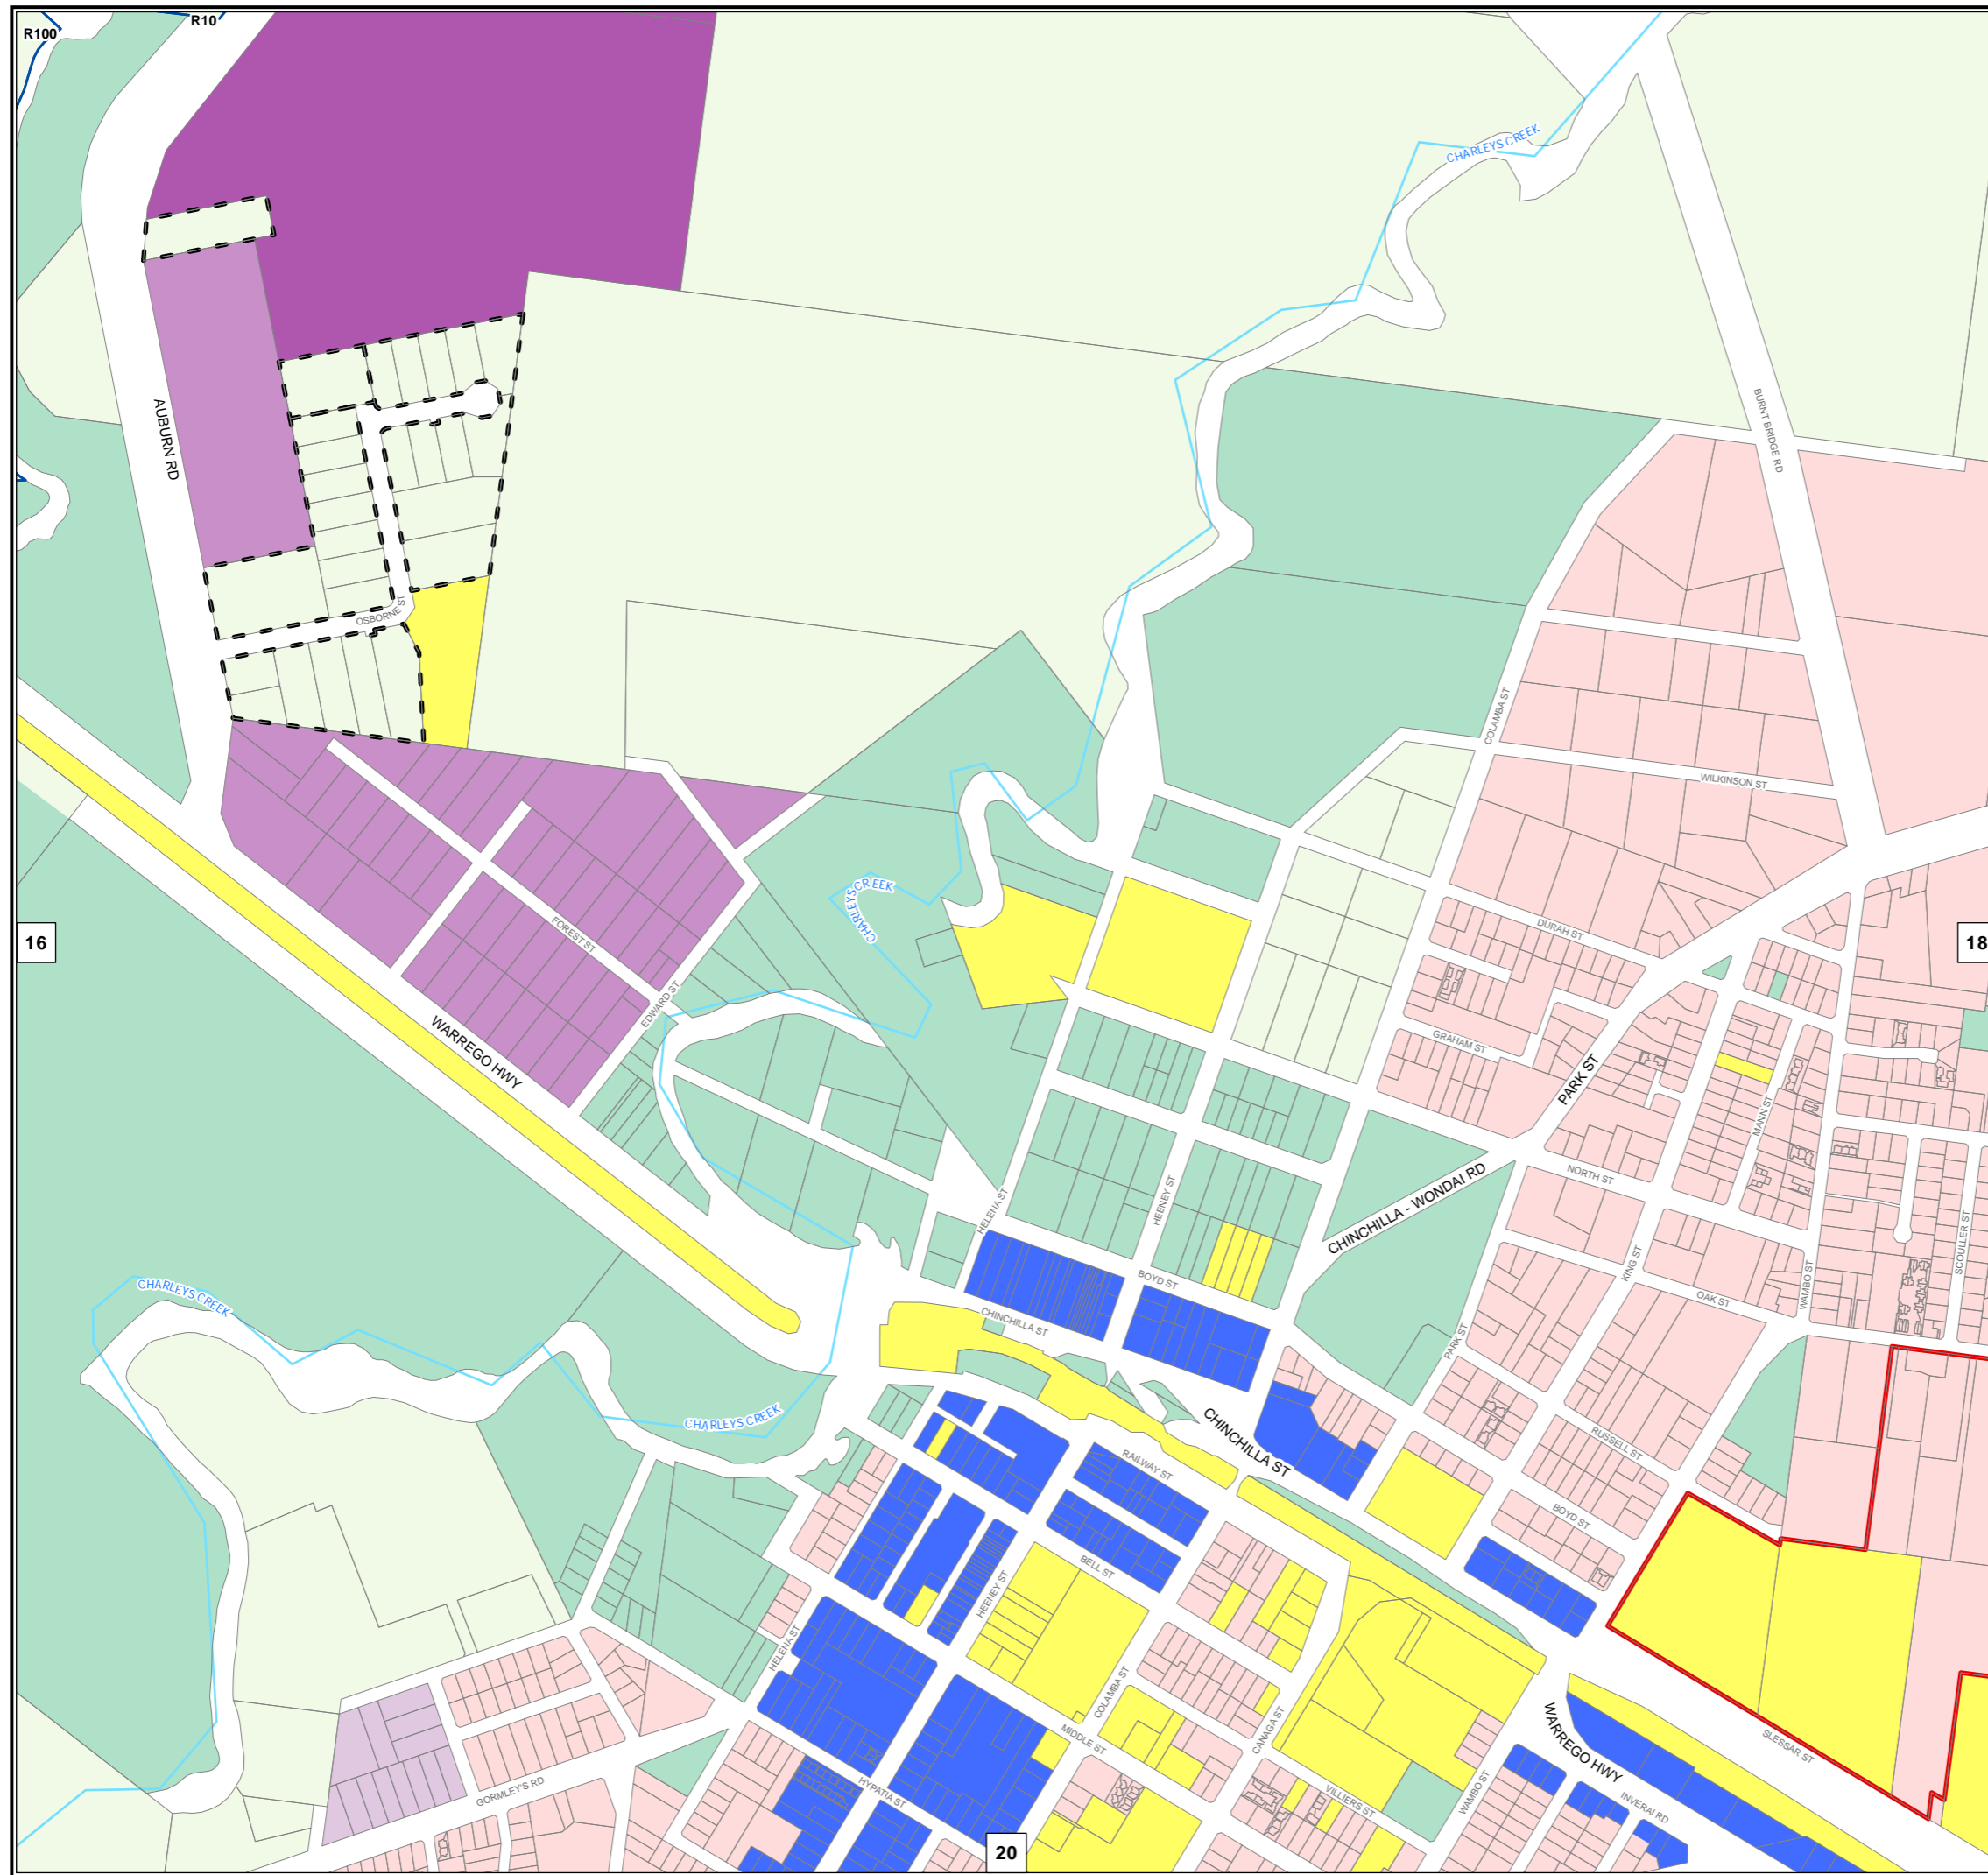 R100
R10
CHARLEYS CREEK
BURNT BRIDGE RD
AUBURN RD
OSBORNE ST
COLAMBA ST
WILKINSON ST
CHARLEYS CREEK
FOREST ST
DURAH ST
16
18
EDWARD ST
WARREGO HWY
GRAHAM ST
PARK ST
MANN ST
NORTH ST
HELENA ST
HEENEY ST
CHINCHILLA - WONDAI RD
SCOULLER ST
KING ST
WAMBO ST
BOYD ST
OAK ST
CHARLEYS CREEK
CHINCHILLA ST
PARK ST
CHARLEYS CREEK
CHINCHILLA ST
RUSSELL ST
RAILWAY ST
BOYD ST
BELL ST
HEENEY ST
HELENA ST
COLAMBA ST
CANAGA ST
MIDDLE ST
WARREGO HWY
SLESSAR ST
GORMLEY'S RD
HYPATIA ST
VILLIERS ST
WAMBO ST
INVERAI RD
20